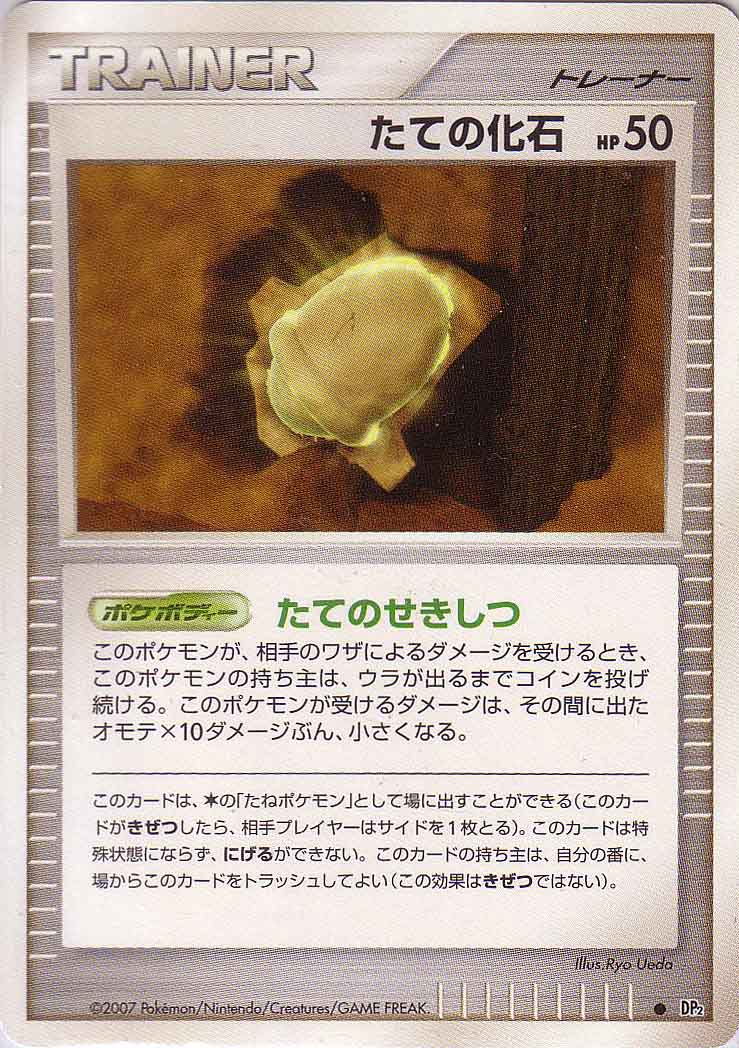 TRAINER
トレーナー
たての化石 HP50
ポケボディー たてのせきしつ
このポケモンが、相手のワザによるダメージを受けるとき、
このポケモンの持ち主は、ウラが出るまでコインを投げ
続ける。このポケモンが受けるダメージは、その間に出た
オモテ×10ダメージぶん、小さくなる。
このカードは、✶の「たねポケモン」として場に出すことができる(このカー
ドがきぜつしたら、相手プレイヤーはサイドを1枚とる)。このカードは特
殊状態にならず、にげるができない。このカードの持ち主は、自分の番に、
場からこのカードをトラッシュしてよい(この効果はきぜつではない)。
Illus.Ryo Ueda
©2007 Pokémon/Nintendo/Creatures/GAME FREAK.
● DP2